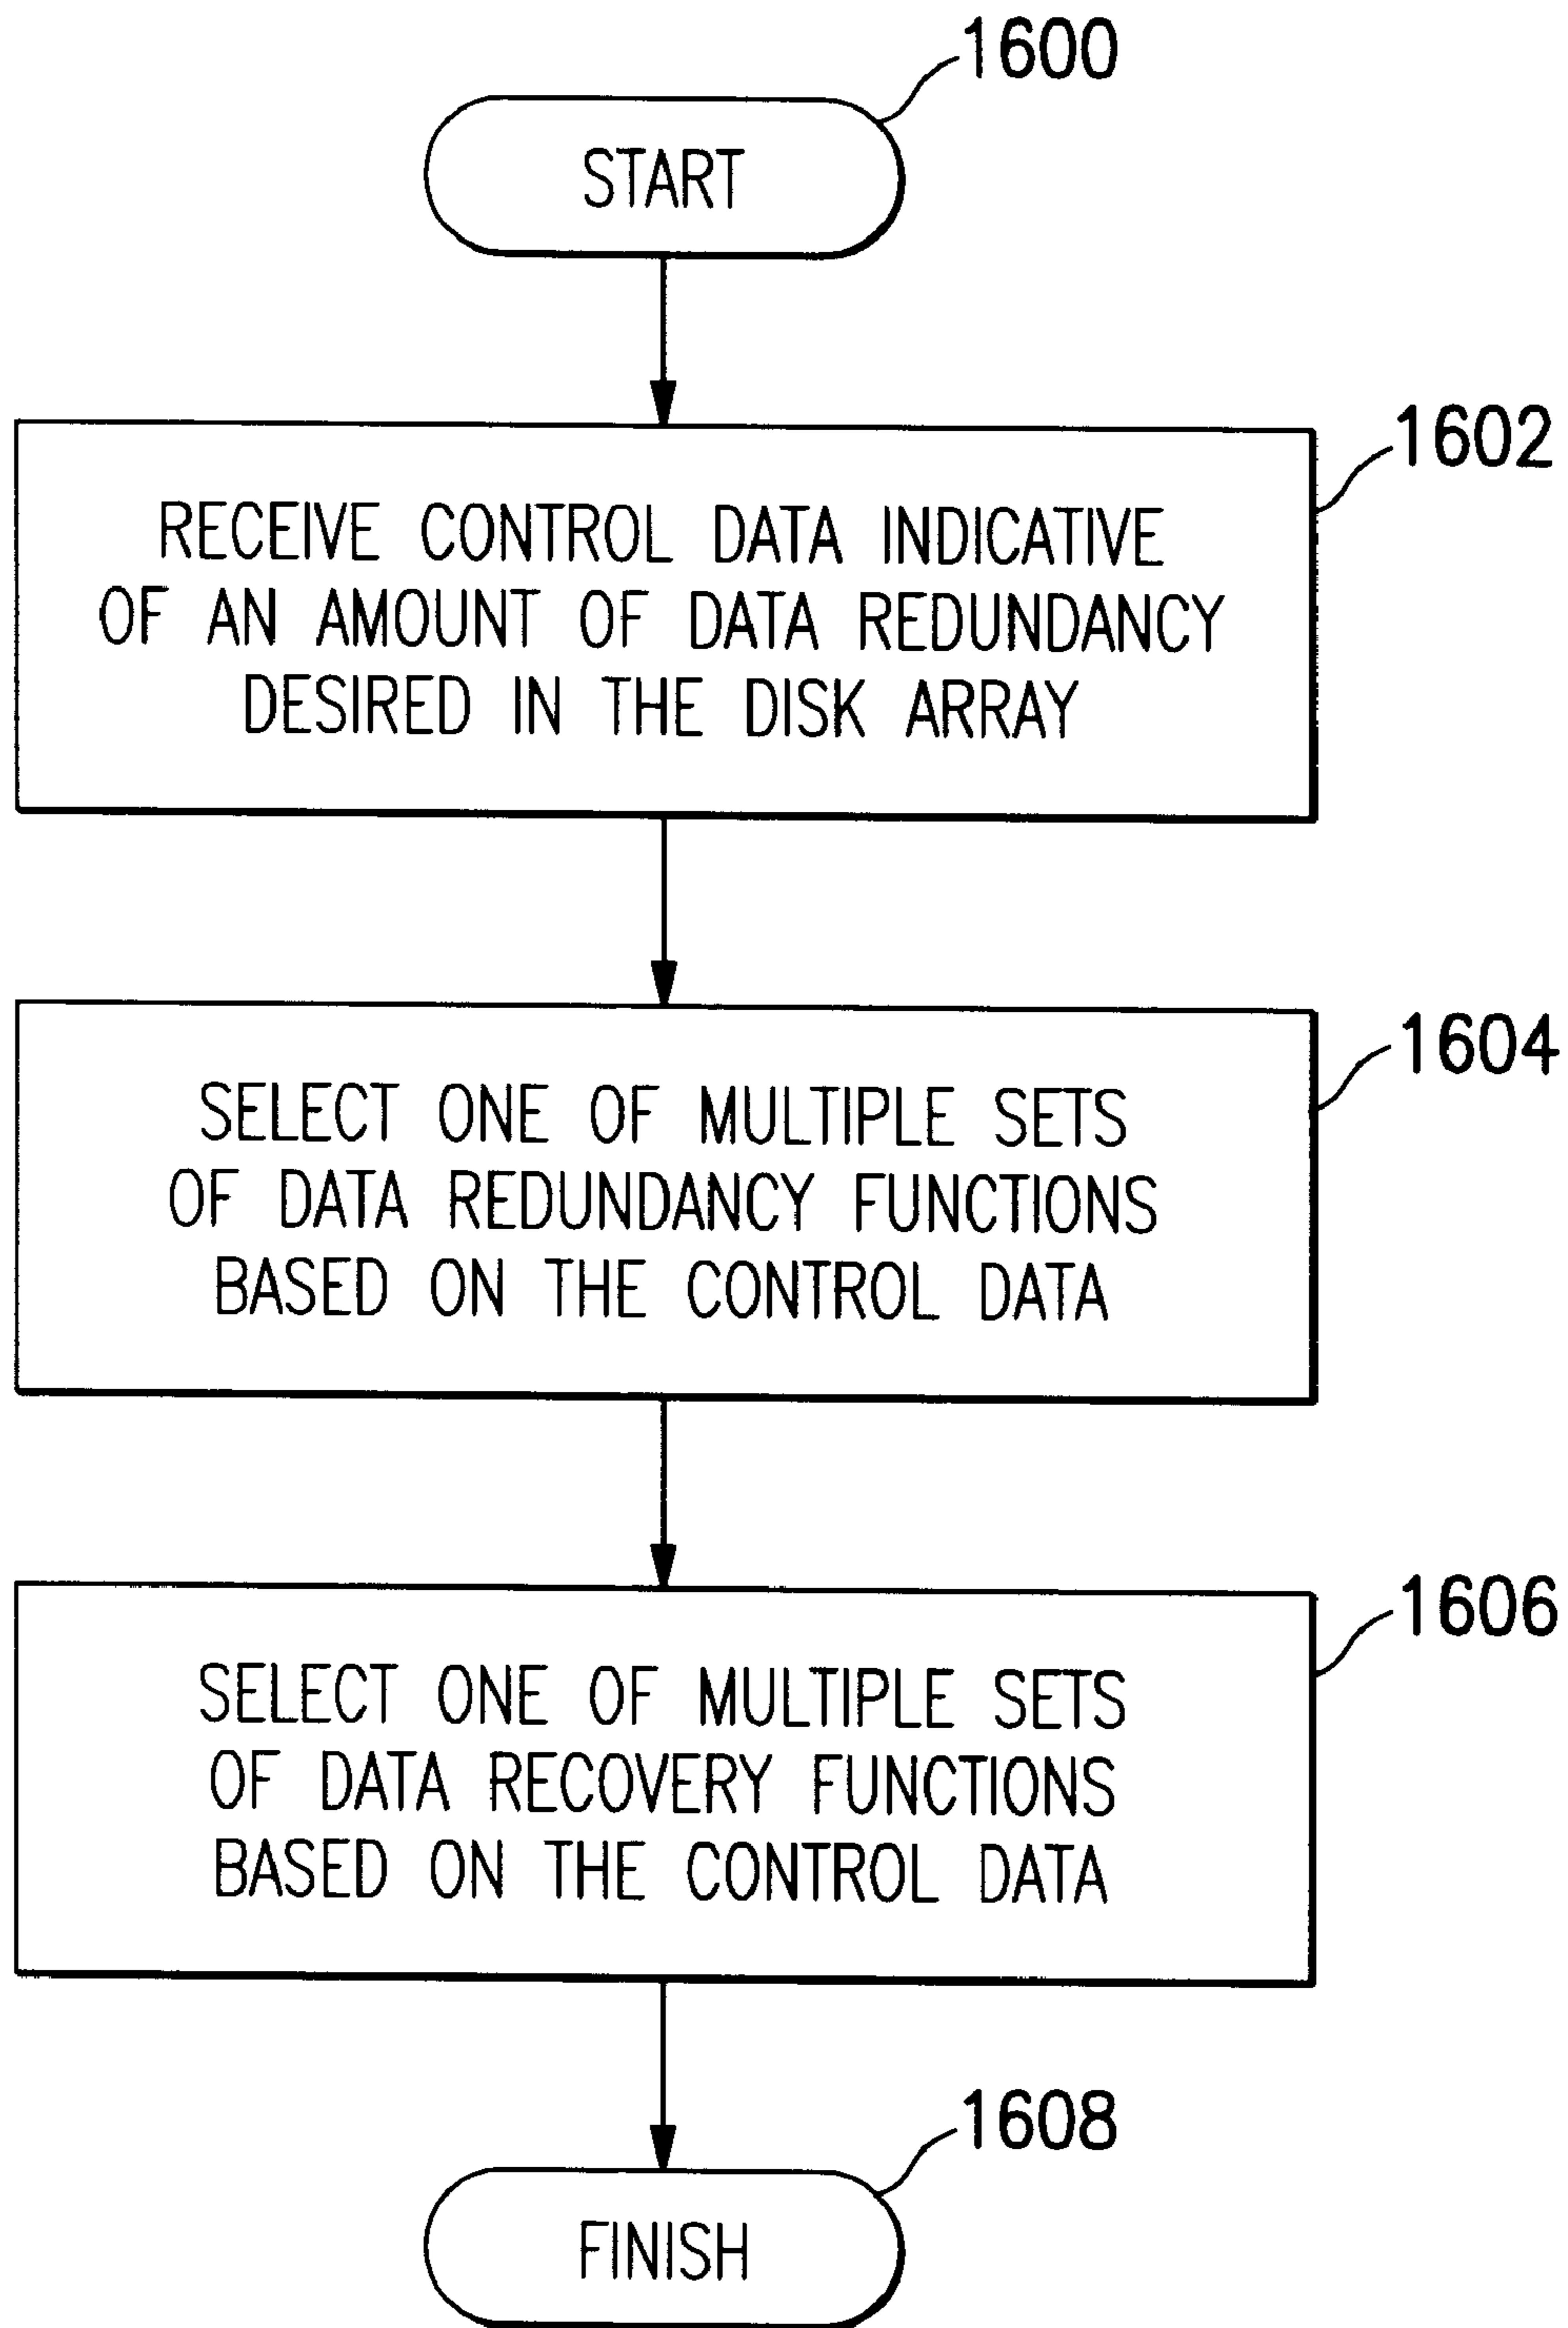 1600
START
1602
RECEIVE CONTROL DATA INDICATIVE
OF AN AMOUNT OF DATA REDUNDANCY
DESIRED IN THE DISK ARRAY
1604
SELECT ONE OF MULTIPLE SETS
OF DATA REDUNDANCY FUNCTIONS
BASED ON THE CONTROL DATA
1606
SELECT ONE OF MULTIPLE SETS
OF DATA RECOVERY FUNCTIONS
BASED ON THE CONTROL DATA
1608
FINISH